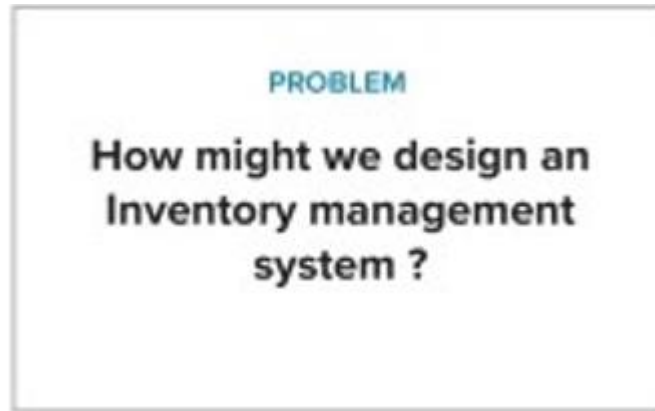 PROBLEM
How might we design an
Inventory management
system ?